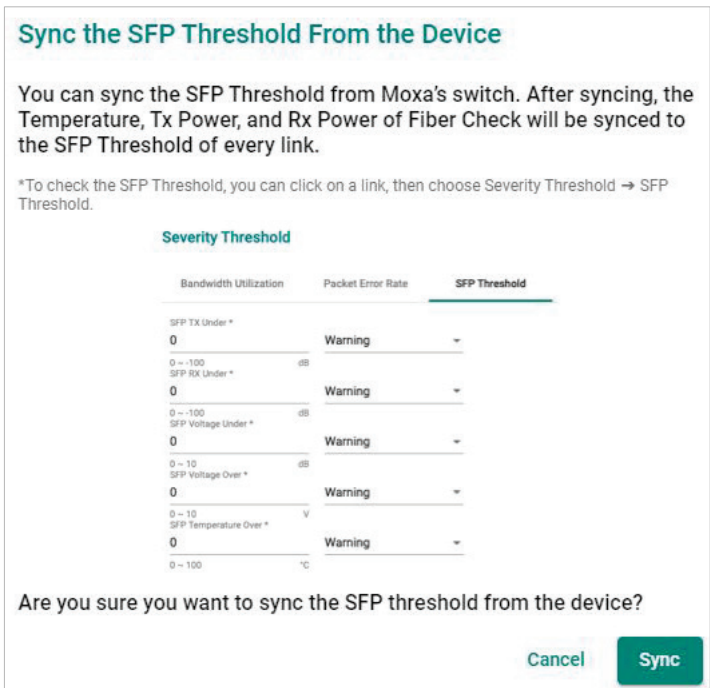 Sync the SFP Threshold From the Device
You can sync the SFP Threshold from Moxa's switch. After syncing, the
Temperature, Tx Power, and Rx Power of Fiber Check will be synced to
the SFP Threshold of every link.
*To check the SFP Threshold, you can click on a link, then choose Severity Threshold ➔ SFP
Threshold.
Severity Threshold
Bandwidth Utilization Packet Error Rate SFP Threshold
SFP TX Under *
0 Warning
0 ~ -100 dB
SFP RX Under *
0 Warning
0 ~ -100 dB
SFP Voltage Under *
0 Warning
0 ~ 10 dB
SFP Voltage Over *
0 Warning
0 ~ 10 V
SFP Temperature Over *
0 Warning
0 ~ 100 °C
Are you sure you want to sync the SFP threshold from the device?
Cancel Sync